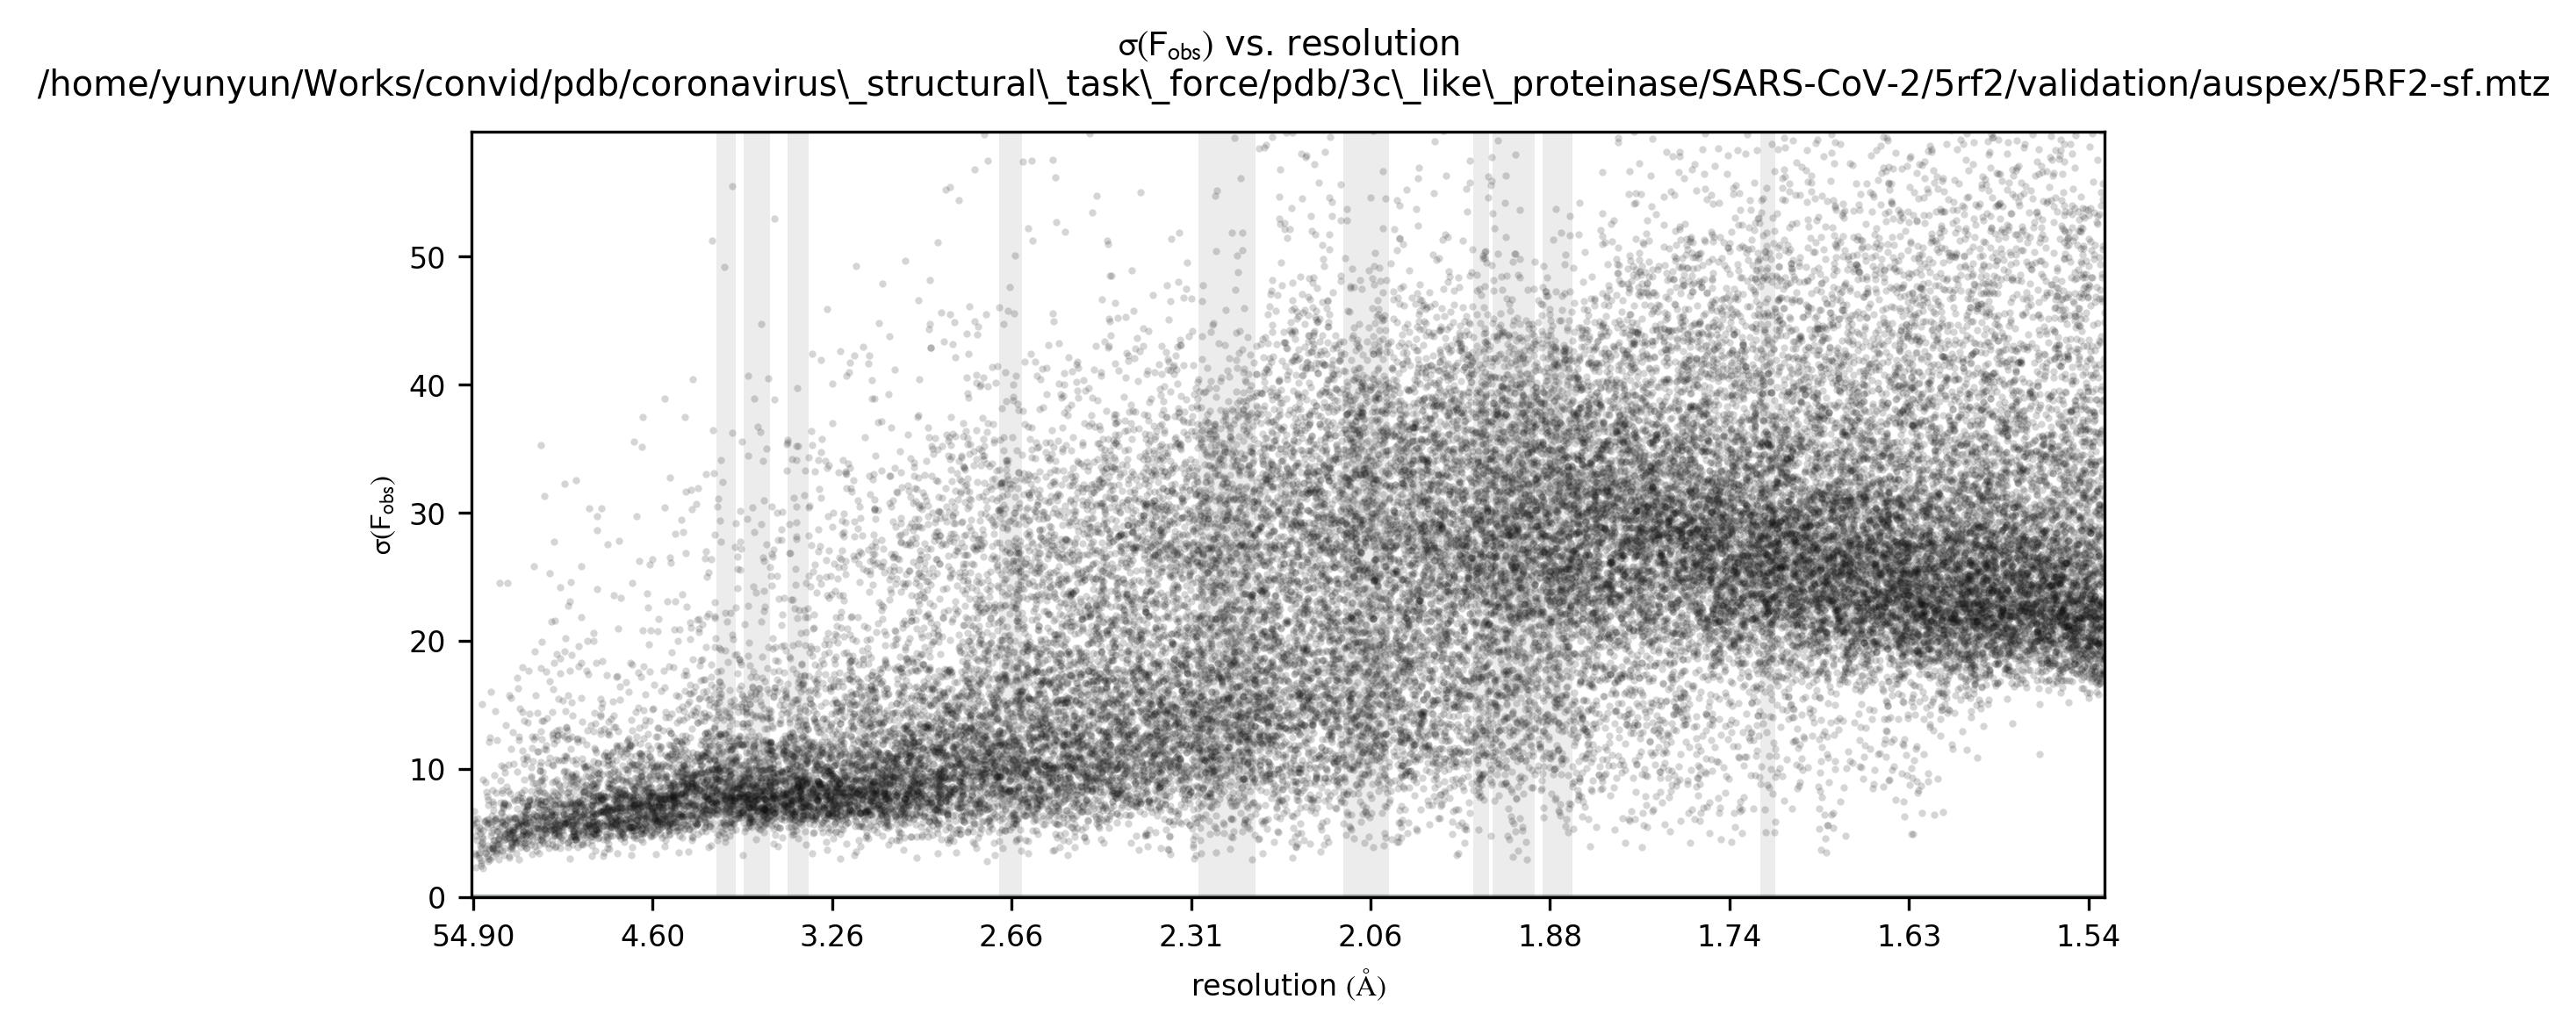 σ(F_obs) vs. resolution
/home/yunyun/Works/convid/pdb/coronavirus\_structural\_task\_force/pdb/3c\_like\_proteinase/SARS-CoV-2/5rf2/validation/auspex/5RF2-sf.mtz
σ(F_obs)
50
40
30
20
10
0
54.90 4.60 3.26 2.66 2.31 2.06 1.88 1.74 1.63 1.54
resolution (Å)